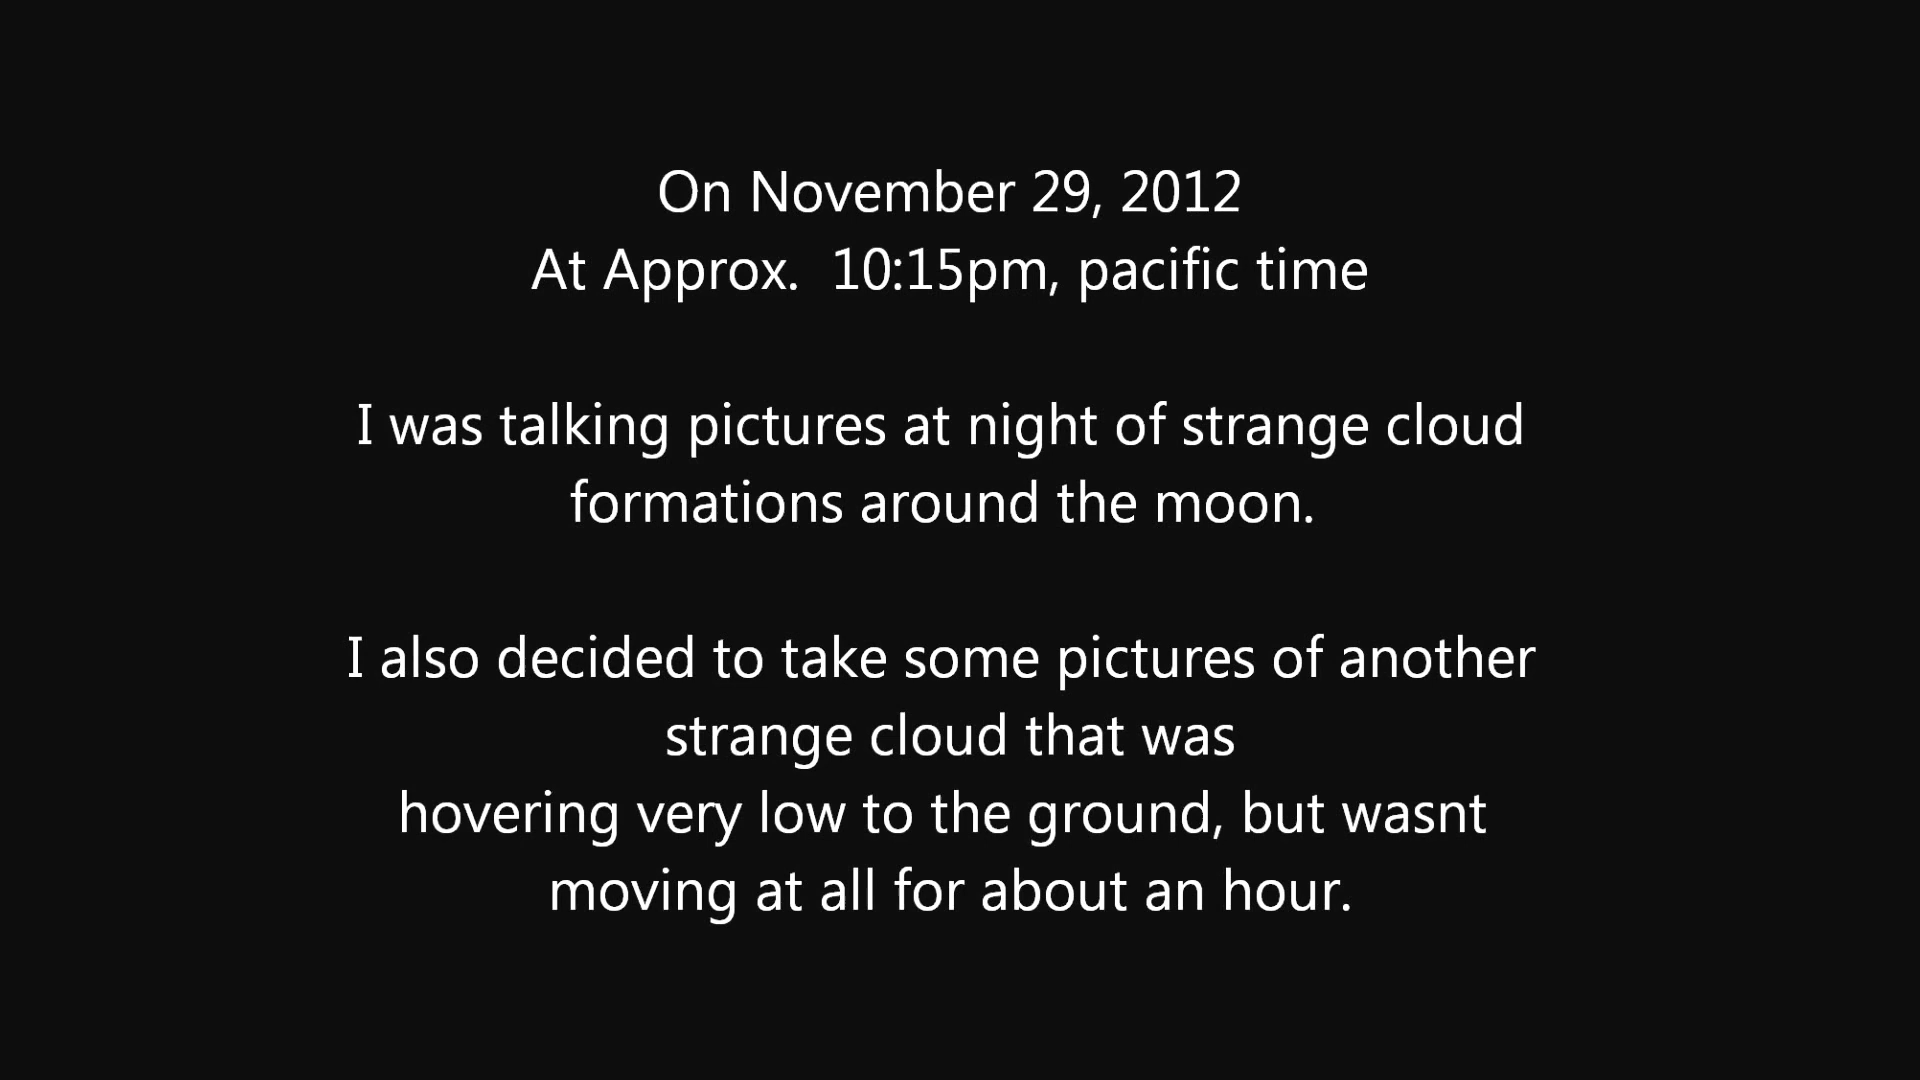 On November 29, 2012
At Approx.  10:15pm, pacific time
I was talking pictures at night of strange cloud
formations around the moon.
I also decided to take some pictures of another
strange cloud that was
hovering very low to the ground, but wasnt
moving at all for about an hour.